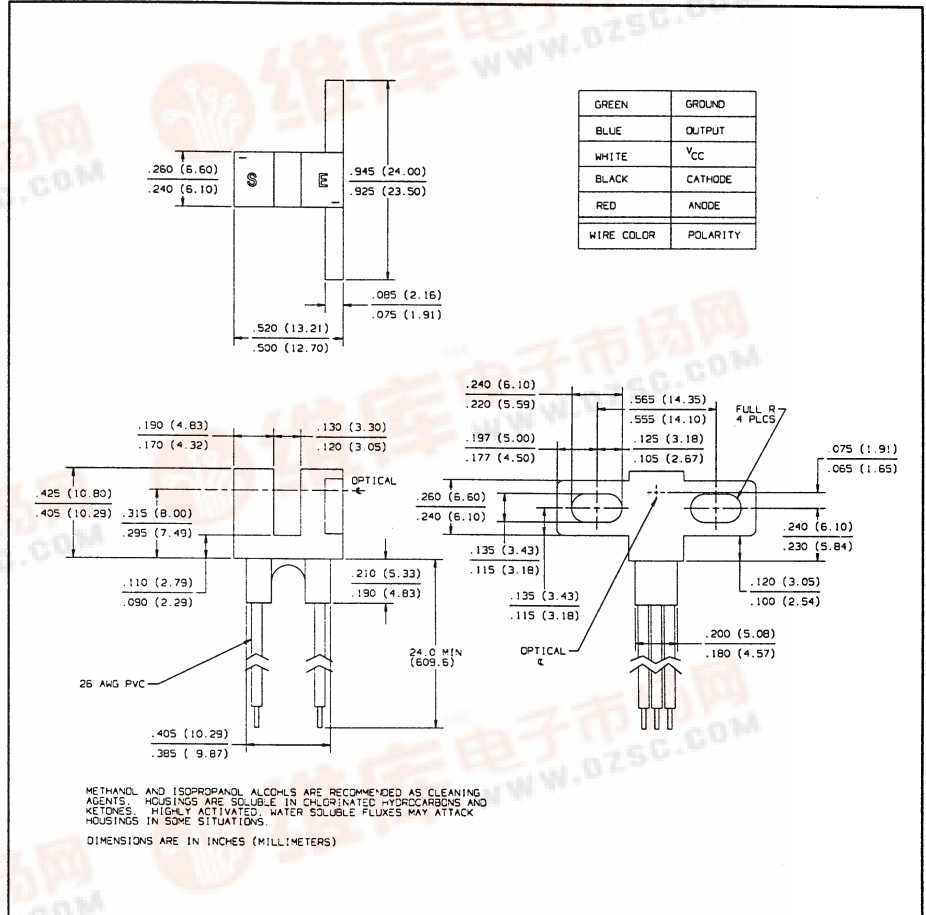 GREEN GROUND
BLUE OUTPUT
WHITE VCC
BLACK CATHODE
RED ANODE
WIRE COLOR POLARITY
.260 (6.60)
.240 (6.10)
S
E
.945 (24.00)
.925 (23.50)
.085 (2.16)
.075 (1.91)
.520 (13.21)
.500 (12.70)
.190 (4.83)
.170 (4.32)
.130 (3.30)
.120 (3.05)
OPTICAL
℄
.425 (10.80)
.405 (10.29)
.315 (8.00)
.295 (7.49)
.110 (2.79)
.090 (2.29)
.210 (5.33)
.190 (4.83)
24.0 MIN
(609.6)
26 AWG PVC
.405 (10.29)
.385 ( 9.87)
.240 (6.10)
.220 (5.59)
.565 (14.35)
.555 (14.10)
FULL R
4 PLCS
.197 (5.00)
.177 (4.50)
.125 (3.18)
.105 (2.67)
.075 (1.91)
.065 (1.65)
.260 (6.60)
.240 (6.10)
.240 (6.10)
.230 (5.84)
.135 (3.43)
.115 (3.18)
.135 (3.43)
.115 (3.18)
.120 (3.05)
.100 (2.54)
OPTICAL
℄
.200 (5.08)
.180 (4.57)
METHANOL AND ISOPROPANOL ALCOHLS ARE RECOMMENDED AS CLEANING
AGENTS. HOUSINGS ARE SOLUBLE IN CHLORINATED HYDROCARBONS AND
KETONES. HIGHLY ACTIVATED, WATER SOLUBLE FLUXES MAY ATTACK
HOUSINGS IN SOME SITUATIONS.
DIMENSIONS ARE IN INCHES (MILLIMETERS)
维库电子市场网
WWW.DZSC.COM